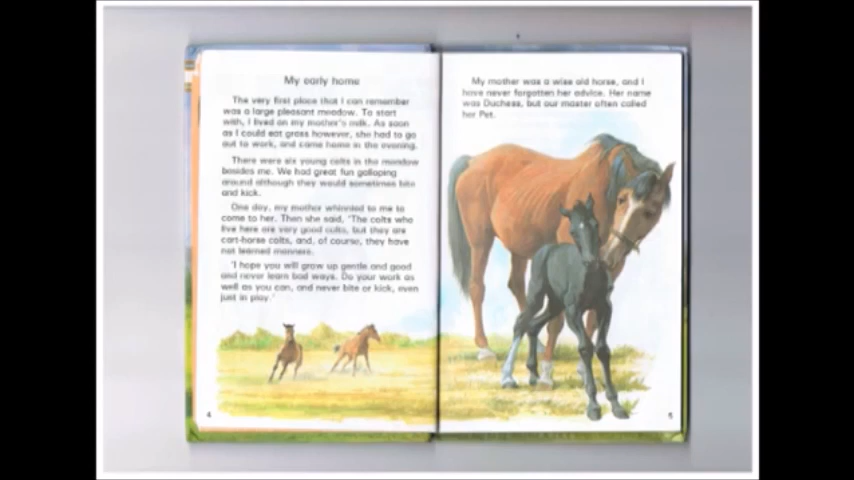 My early home
The very first place that I can remember
was a large pleasant meadow. To start
with, I lived on my mother's milk. As soon
as I could eat grass however, she had to go
out to work, and came home in the evening.
There were six young colts in the meadow
besides me. We had great fun galloping
around although they would sometimes bite
and kick.
One day, my mother whinnied to me to
come to her. Then she said, 'The colts who
live here are very good colts, but they are
cart-horse colts, and, of course, they have
not learned manners.
'I hope you will grow up gentle and good
and never learn bad ways. Do your work as
well as you can, and never bite or kick, even
just in play.'
4
My mother was a wise old horse, and I
have never forgotten her advice. Her name
was Duchess, but our master often called
her Pet.
5